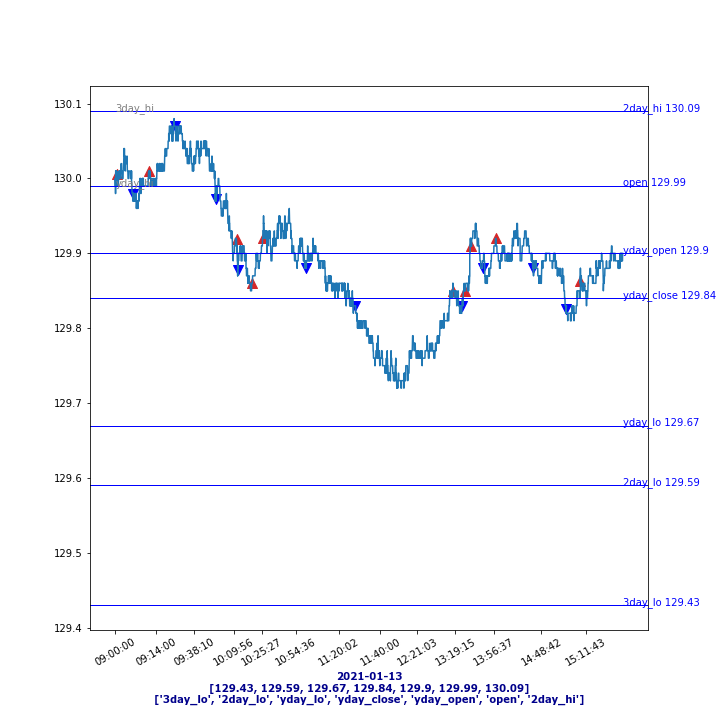 130.1
130.0
129.9
129.8
129.7
129.6
129.5
129.4
3day_hi
2day_hi 130.09
open 129.99
yday_open 129.9
yday_close 129.84
yday_lo 129.67
2day_lo 129.59
3day_lo 129.43
09:00:00
09:14:00
09:38:10
10:09:56
10:25:27
10:54:36
11:20:02
11:40:00
12:21:03
13:19:15
13:56:37
14:48:42
15:11:43
2021-01-13
[129.43, 129.59, 129.67, 129.84, 129.9, 129.99, 130.09]
['3day_lo', '2day_lo', 'yday_lo', 'yday_close', 'yday_open', 'open', '2day_hi']